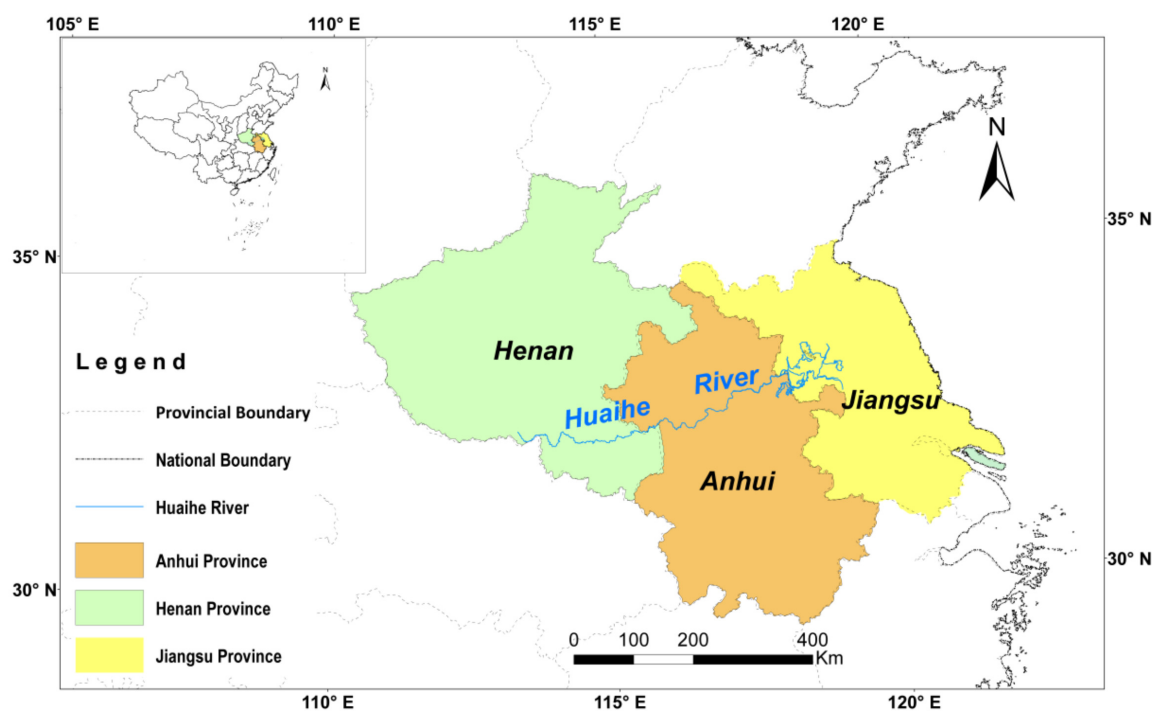 105° E 110° E 115° E 120° E
N
N
35° N
35° N
Henan
Huaihe River
Jiangsu
Anhui
Legend
Provincial Boundary
National Boundary
Huaihe River
Anhui Province
Henan Province
Jiangsu Province
30° N
30° N
0 100 200 400
Km
110° E 115° E 120° E